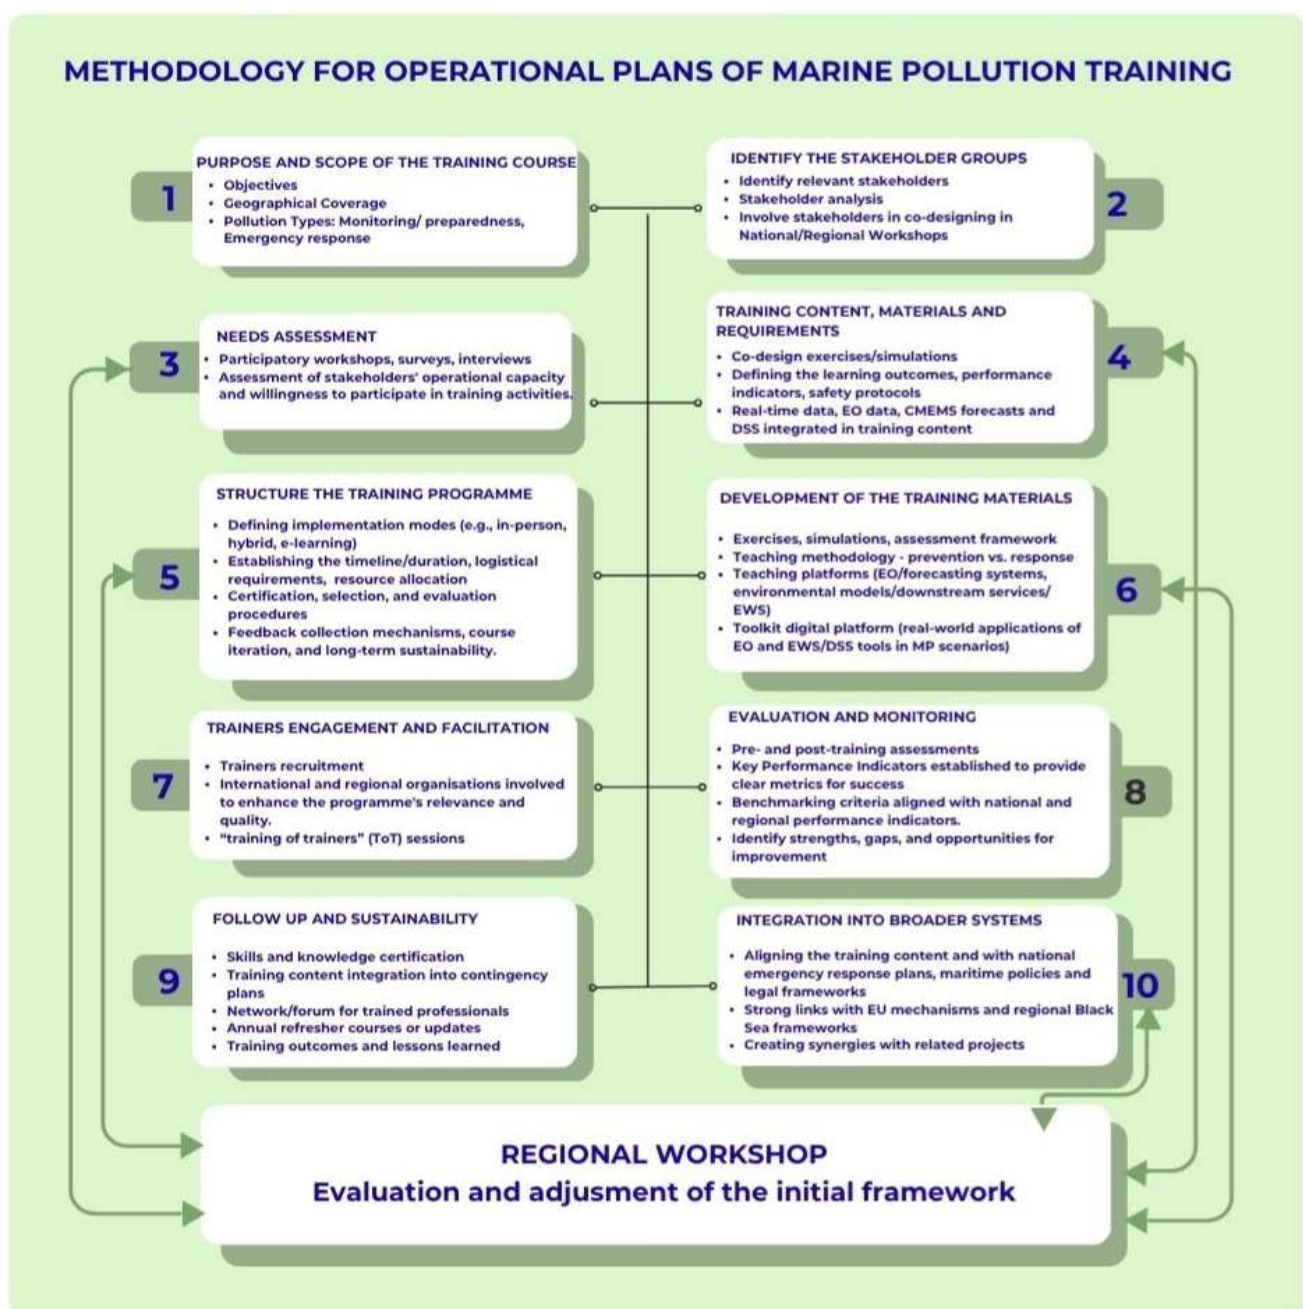 METHODOLOGY FOR OPERATIONAL PLANS OF MARINE POLLUTION TRAINING
1
PURPOSE AND SCOPE OF THE TRAINING COURSE
• Objectives
• Geographical Coverage
• Pollution Types: Monitoring/ preparedness,
Emergency response
IDENTIFY THE STAKEHOLDER GROUPS
• Identify relevant stakeholders
• Stakeholder analysis
• Involve stakeholders in co-designing in
National/Regional Workshops
2
3
NEEDS ASSESSMENT
• Participatory workshops, surveys, interviews
• Assessment of stakeholders' operational capacity
and willingness to participate in training activities.
TRAINING CONTENT, MATERIALS AND
REQUIREMENTS
• Co-design exercises/simulations
• Defining the learning outcomes, performance
indicators, safety protocols
• Real-time data, EO data, CMEMS forecasts and
DSS integrated in training content
4
5
STRUCTURE THE TRAINING PROGRAMME
• Defining implementation modes (e.g., in-person,
hybrid, e-learning)
• Establishing the timeline/duration, logistical
requirements, resource allocation
• Certification, selection, and evaluation
procedures
• Feedback collection mechanisms, course
iteration, and long-term sustainability.
DEVELOPMENT OF THE TRAINING MATERIALS
• Exercises, simulations, assessment framework
• Teaching methodology - prevention vs. response
• Teaching platforms (EO/forecasting systems,
environmental models/downstream services/
EWS)
• Toolkit digital platform (real-world applications of
EO and EWS/DSS tools in MP scenarios)
6
7
TRAINERS ENGAGEMENT AND FACILITATION
• Trainers recruitment
• International and regional organisations involved
to enhance the programme's relevance and
quality.
• “training of trainers” (ToT) sessions
EVALUATION AND MONITORING
• Pre- and post-training assessments
• Key Performance Indicators established to provide
clear metrics for success
• Benchmarking criteria aligned with national and
regional performance indicators.
• Identify strengths, gaps, and opportunities for
improvement
8
9
FOLLOW UP AND SUSTAINABILITY
• Skills and knowledge certification
• Training content integration into contingency
plans
• Network/forum for trained professionals
• Annual refresher courses or updates
• Training outcomes and lessons learned
INTEGRATION INTO BROADER SYSTEMS
• Aligning the training content and with national
emergency response plans, maritime policies and
legal frameworks
• Strong links with EU mechanisms and regional Black
Sea frameworks
• Creating synergies with related projects
10
REGIONAL WORKSHOP
Evaluation and adjusment of the initial framework